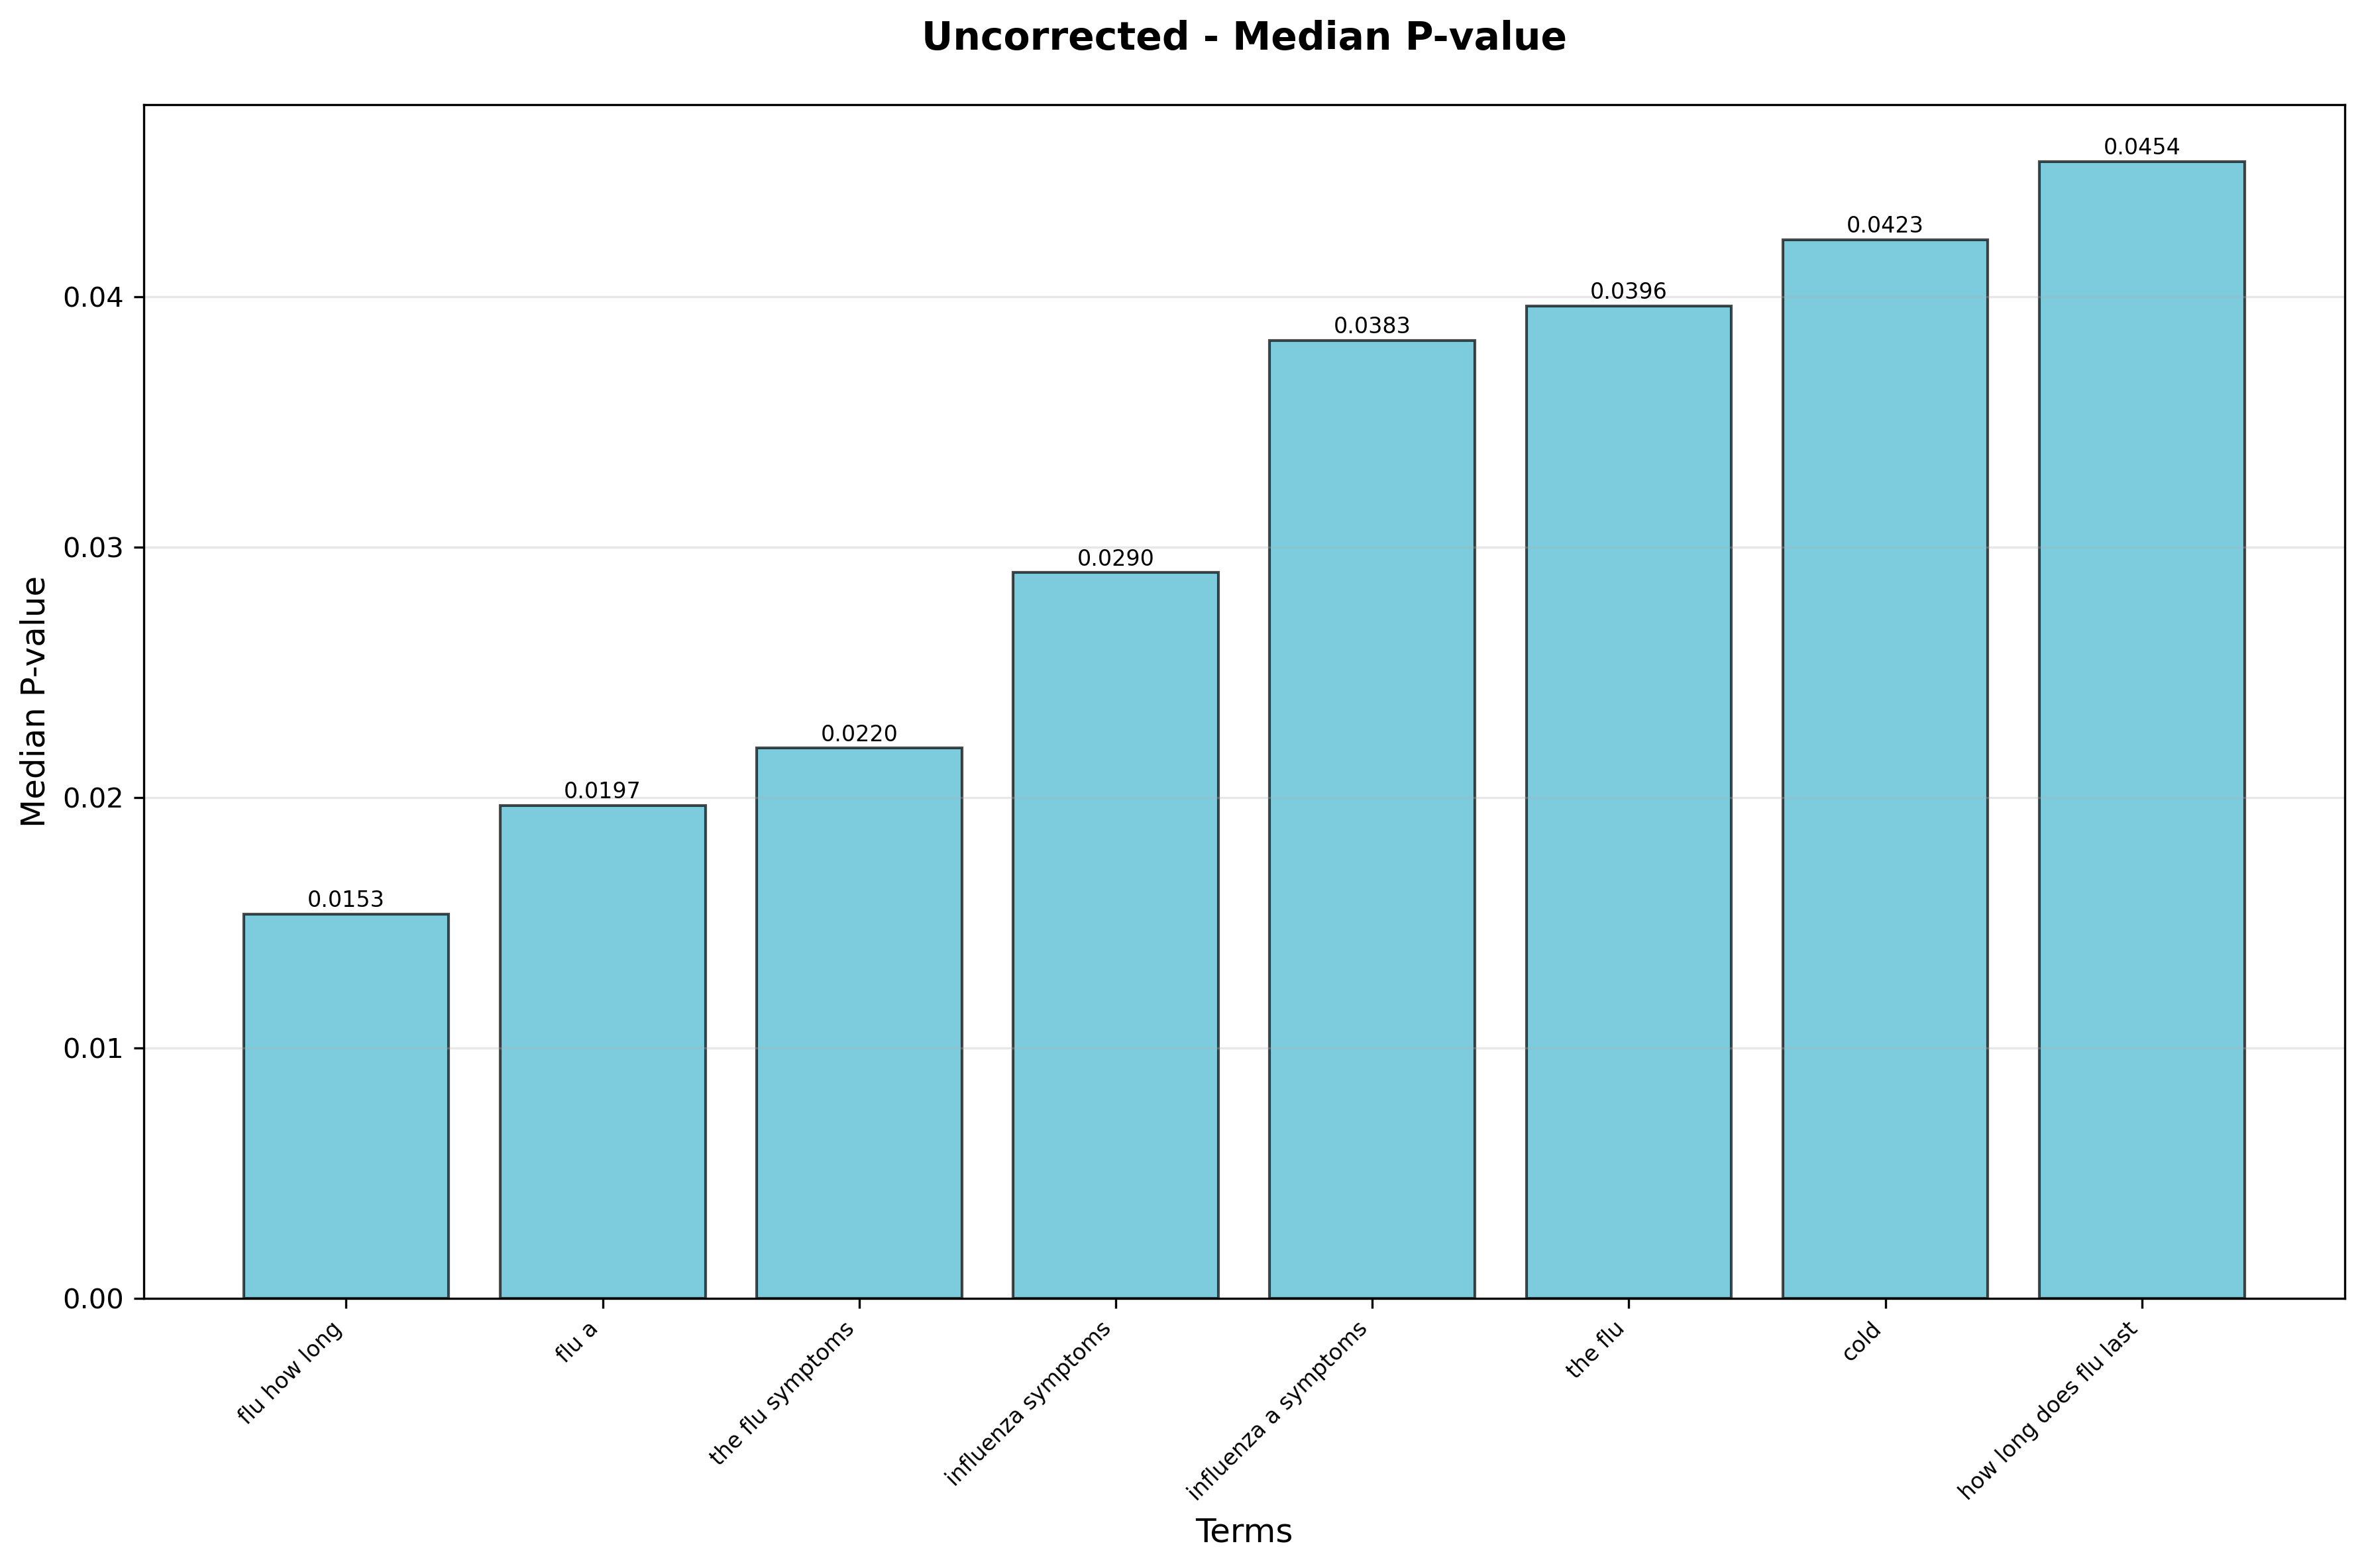 Uncorrected - Median P-value
Median P-value
0.04
0.03
0.02
0.01
0.00
0.0153
0.0197
0.0220
0.0290
0.0383
0.0396
0.0423
0.0454
flu how long
flu a
the flu symptoms
influenza symptoms
influenza a symptoms
the flu
cold
how long does flu last
Terms